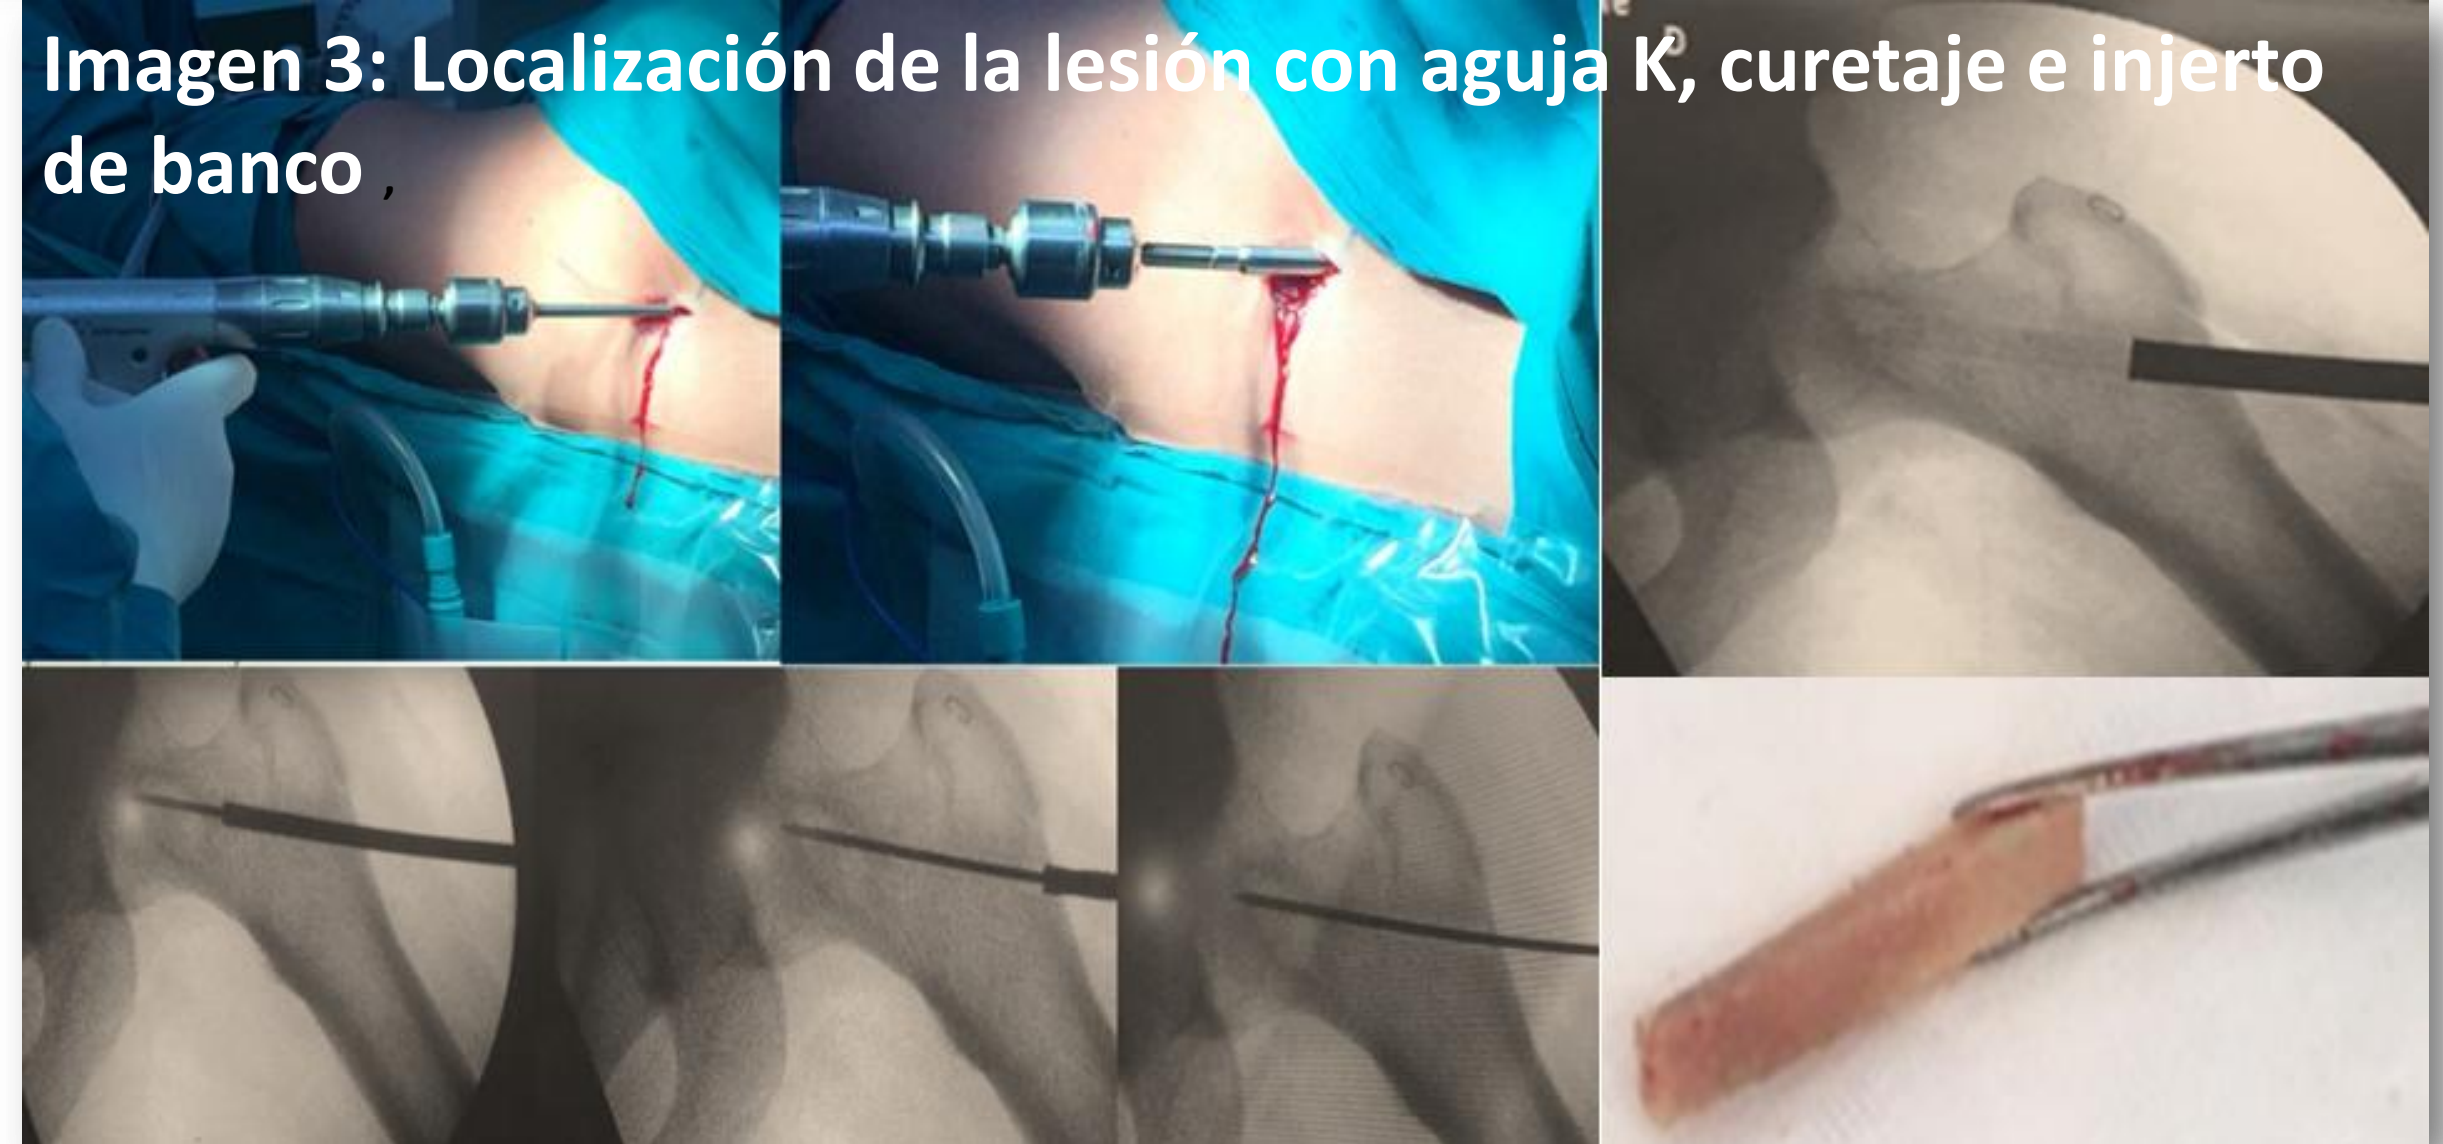 Imagen 3: Localización de la lesión con aguja K, curetaje e injerto
de banco ,
D